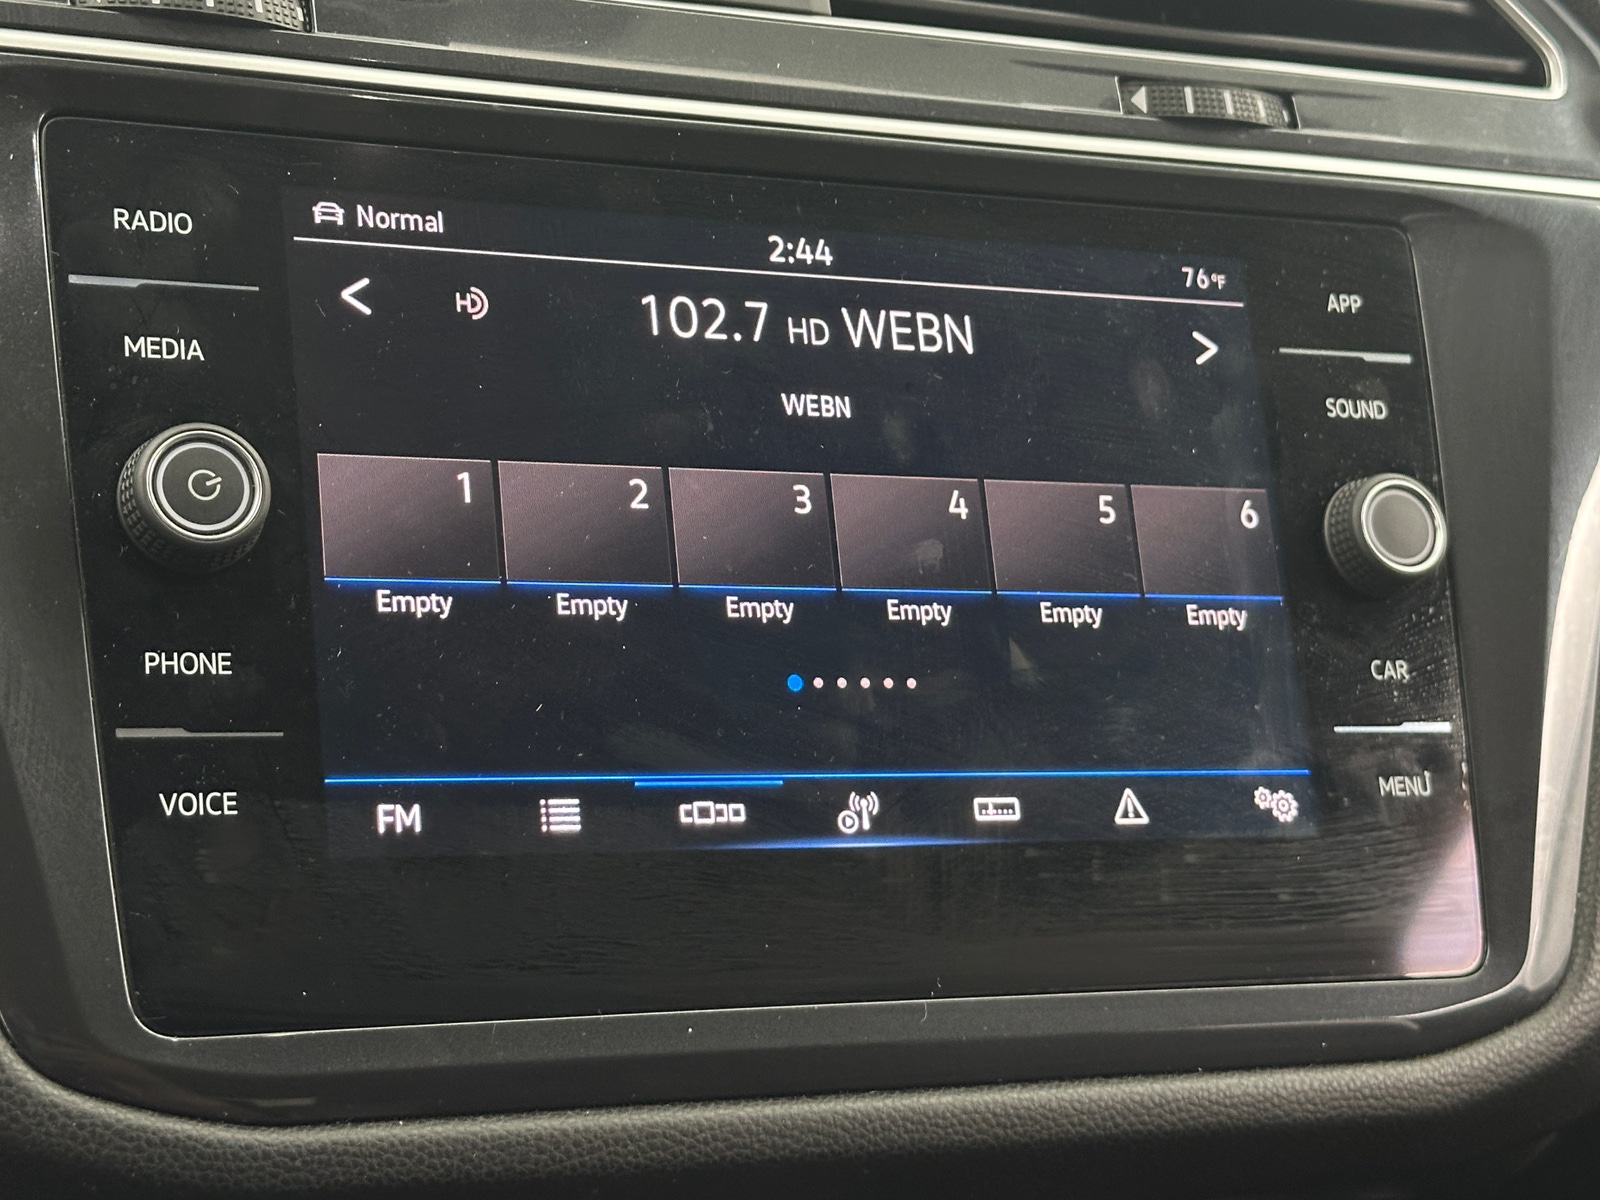 RADIO
MEDIA
PHONE
VOICE
Normal
2:44
76°F
HD
102.7 HD WEBN
WEBN
1 2 3 4 5 6
Empty Empty Empty Empty Empty Empty
FM
APP
SOUND
CAR
MENU